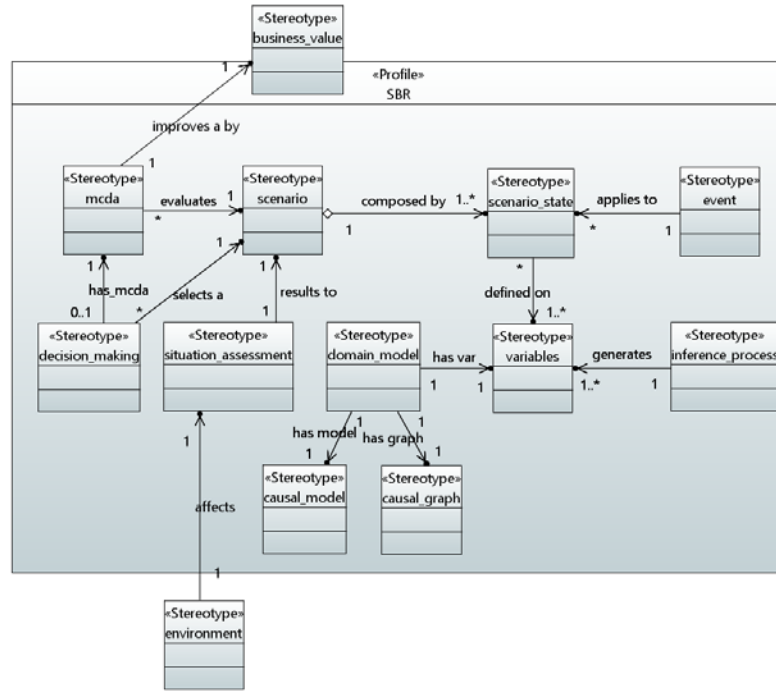 «Stereotype»
business_value
«Profile»
SBR
1
improves a by
1
«Stereotype»
mcda
evaluates
*
1
«Stereotype»
scenario
composed by
1
1..*
«Stereotype»
scenario_state
applies to
*
1
«Stereotype»
event
1
has_mcda
0..1
1
selects a
*
1
results to
1
*
defined on
1..*
«Stereotype»
decision_making
«Stereotype»
situation_assessment
«Stereotype»
domain_model
has var
1
1
«Stereotype»
variables
generates
1..*
1
«Stereotype»
inference_process
1
has model
1
1
has graph
1
«Stereotype»
causal_model
«Stereotype»
causal_graph
1
affects
1
«Stereotype»
environment